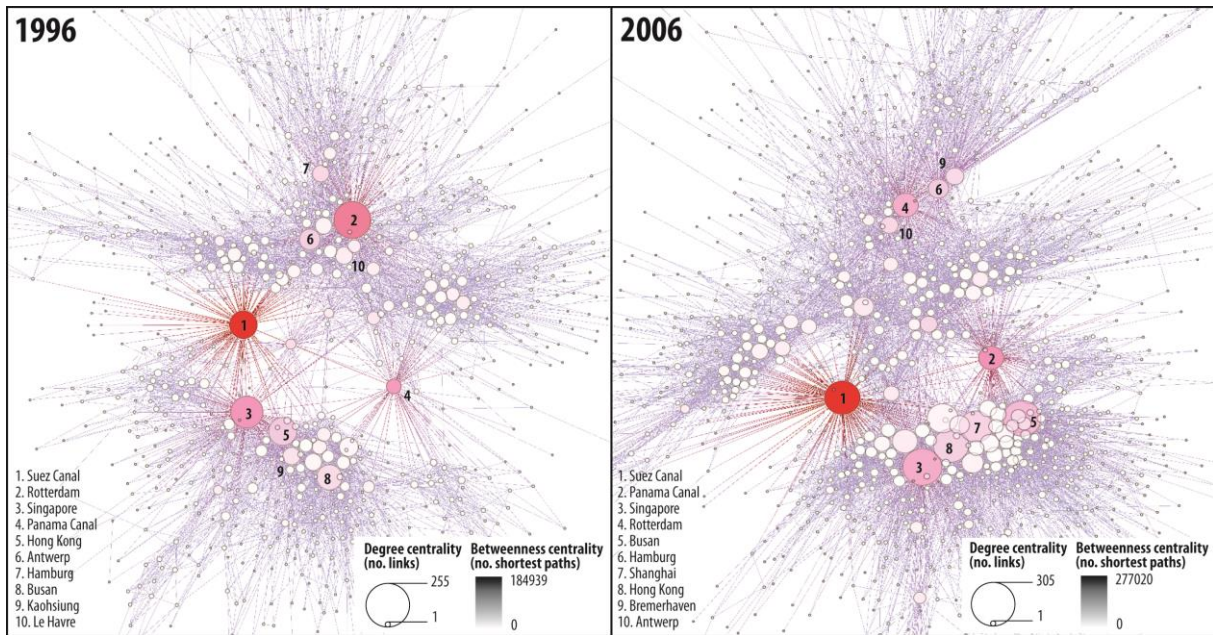 1996
7
2
6
10
1
4
3
5
9
8
1. Suez Canal
2. Rotterdam
3. Singapore
4. Panama Canal
5. Hong Kong
6. Antwerp
7. Hamburg
8. Busan
9. Kaohsiung
10. Le Havre
Degree centrality
(no. links)
255
1
Betweenness centrality
(no. shortest paths)
184939
0
2006
9
6
4
10
2
1
5
7
8
3
1. Suez Canal
2. Panama Canal
3. Singapore
4. Rotterdam
5. Busan
6. Hamburg
7. Shanghai
8. Hong Kong
9. Bremerhaven
10. Antwerp
Degree centrality
(no. links)
305
1
Betweenness centrality
(no. shortest paths)
277020
0